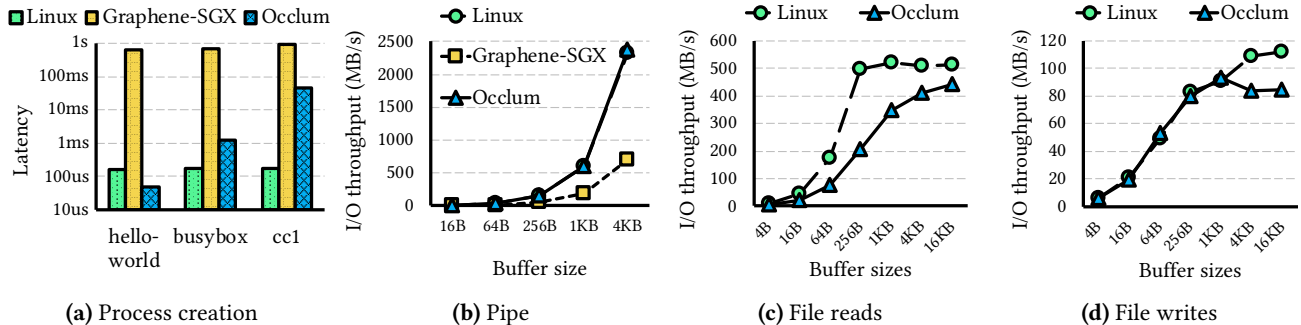 Linux Graphene-SGX Occlum
1s
100ms
10ms
1ms
100us
10us
Latency
hello-
world
busybox
cc1
(a) Process creation
Linux
Graphene-SGX
Occlum
2500
2000
1500
1000
500
0
I/O throughput (MB/s)
16B 64B 256B 1KB 4KB
Buffer size
(b) Pipe
Linux Occlum
600
500
400
300
200
100
0
I/O throughput (MB/s)
4B 16B 64B 256B 1KB 4KB 16KB
Buffer sizes
(c) File reads
Linux Occlum
120
100
80
60
40
20
0
I/O throughput (MB/s)
4B 16B 64B 256B 1KB 4KB 16KB
Buffer sizes
(d) File writes